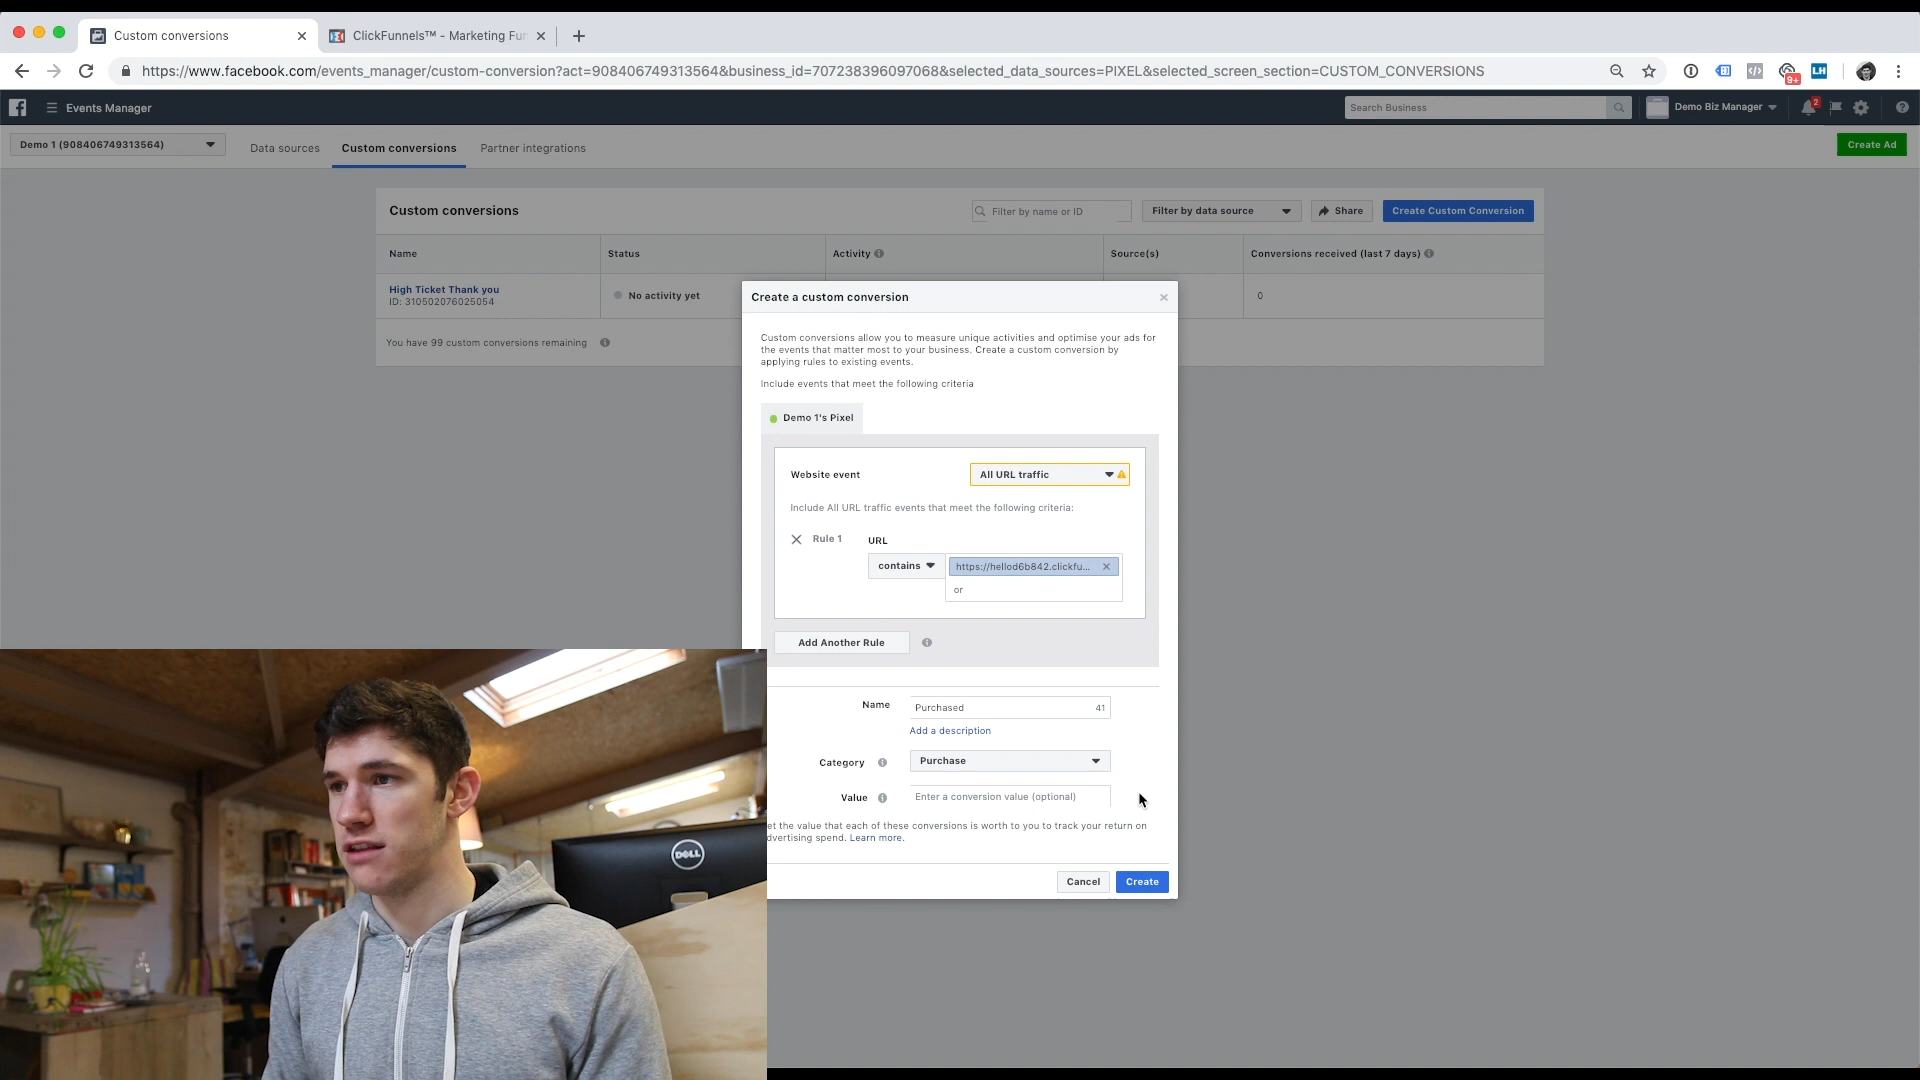 Custom conversions
ClickFunnels™ - Marketing Fun
https://www.facebook.com/events_manager/custom-conversion?act=908406749313564&business_id=707238396097068&selected_data_sources=PIXEL&selected_screen_section=CUSTOM_CONVERSIONS
9+
LH
Events Manager
Search Business
Demo Biz Manager
2
Demo 1 (908406749313564)
Data sources
Custom conversions
Partner integrations
Create Ad
Custom conversions
Filter by name or ID
Filter by data source
Share
Create Custom Conversion
Name
Status
Activity
Source(s)
Conversions received (last 7 days)
High Ticket Thank you
ID: 310502076025054
No activity yet
0
You have 99 custom conversions remaining
Create a custom conversion
Custom conversions allow you to measure unique activities and optimise your ads for
the events that matter most to your business. Create a custom conversion by
applying rules to existing events.
Include events that meet the following criteria
Demo 1's Pixel
Website event
All URL traffic
Include All URL traffic events that meet the following criteria:
Rule 1
URL
contains
https://hellod6b842.clickfu...
or
Add Another Rule
Name
Purchased
41
Add a description
Category
Purchase
Value
Enter a conversion value (optional)
et the value that each of these conversions is worth to you to track your return on
dvertising spend. Learn more.
Cancel
Create
DELL